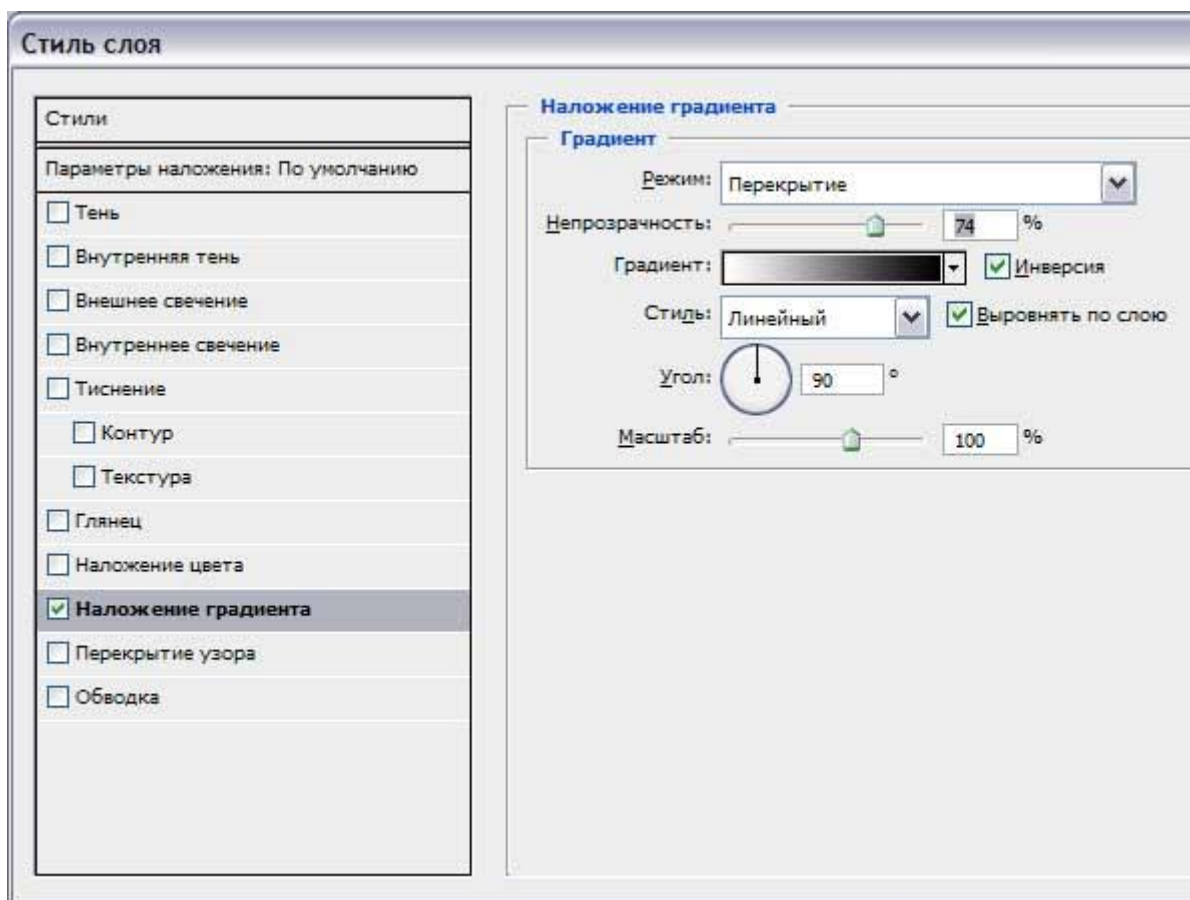 Стиль слоя
Стили
Параметры наложения: По умолчанию
Тень
Внутренняя тень
Внешнее свечение
Внутреннее свечение
Тиснение
Контур
Текстура
Глянец
Наложение цвета
Наложение градиента
Перекрытие узора
Обводка
Наложение градиента
Градиент
Режим: Перекрытие
Непрозрачность: 74 %
Градиент: Инверсия
Стиль: Линейный Выровнять по слою
Угол: 90 °
Масштаб: 100 %